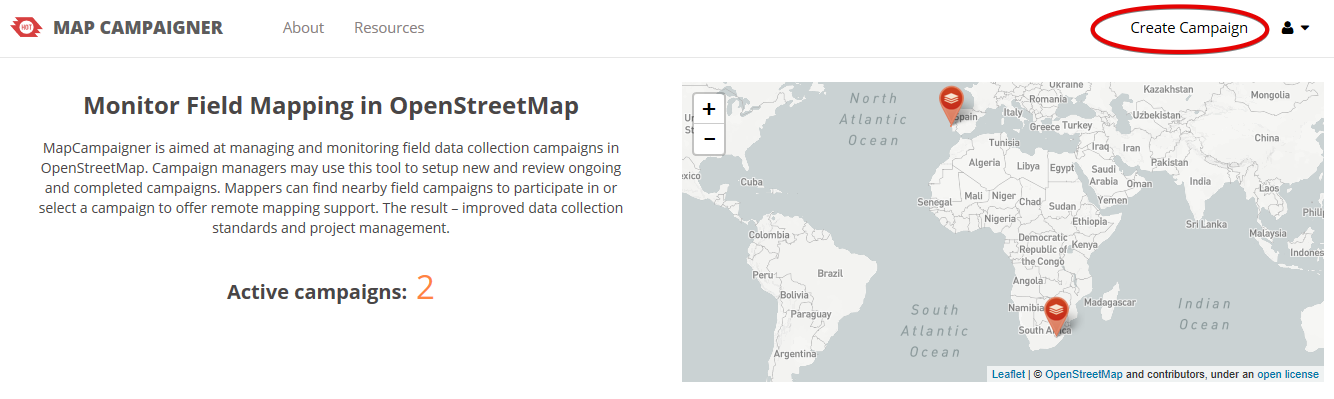 HOT MAP CAMPAIGNER About Resources Create Campaign
Monitor Field Mapping in OpenStreetMap
MapCampaigner is aimed at managing and monitoring field data collection campaigns in
OpenStreetMap. Campaign managers may use this tool to setup new and review ongoing
and completed campaigns. Mappers can find nearby field campaigns to participate in or
select a campaign to offer remote mapping support. The result – improved data collection
standards and project management.
Active campaigns: 2
+
−
North
Atlantic
Ocean
Ukraine
Kazakhstan
Mongolia
Romania
Uzbekistan
Spain
Italy
Greece
Turkey
China
Tunisia
Iraq
Iran
Algeria
Libya
Egypt
Pakistan
Saudi
Arabia
Oman
India
Cuba
Laos
Mali
Niger
Chad
Sudan
Yemen
Senegal
Nigeria
Ethiopia
Sri Lanka
Malaysia
Colombia
Democratic
Republic of
the Congo
Kenya
Peru
Brazil
Angola
Bolivia
Namibia
Madagascar
Paraguay
South
Atlantic
Ocean
Indian
Ocean
South Africa
Argentina
Leaflet | © OpenStreetMap and contributors, under an open license